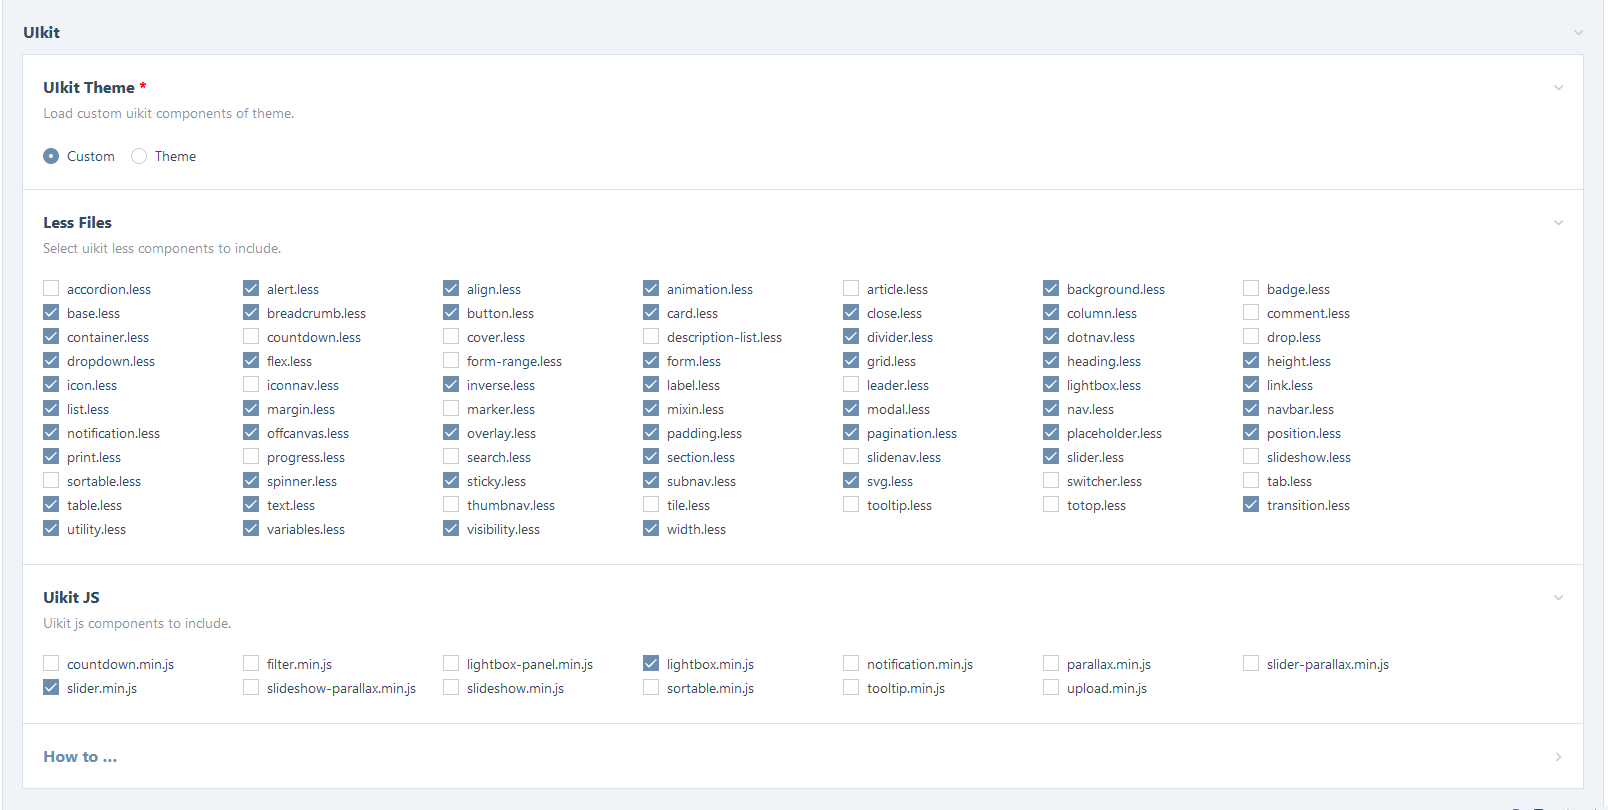 UIkit
UIkit Theme *
Load custom uikit components of theme.
Custom Theme
Less Files
Select uikit less components to include.
accordion.less alert.less align.less animation.less article.less background.less badge.less
base.less breadcrumb.less button.less card.less close.less column.less comment.less
container.less countdown.less cover.less description-list.less divider.less dotnav.less drop.less
dropdown.less flex.less form-range.less form.less grid.less heading.less height.less
icon.less iconnav.less inverse.less label.less leader.less lightbox.less link.less
list.less margin.less marker.less mixin.less modal.less nav.less navbar.less
notification.less offcanvas.less overlay.less padding.less pagination.less placeholder.less position.less
print.less progress.less search.less section.less slidenav.less slider.less slideshow.less
sortable.less spinner.less sticky.less subnav.less svg.less switcher.less tab.less
table.less text.less thumbnav.less tile.less tooltip.less totop.less transition.less
utility.less variables.less visibility.less width.less
Uikit JS
Uikit js components to include.
countdown.min.js filter.min.js lightbox-panel.min.js lightbox.min.js notification.min.js parallax.min.js slider-parallax.min.js
slider.min.js slideshow-parallax.min.js slideshow.min.js sortable.min.js tooltip.min.js upload.min.js
How to ...